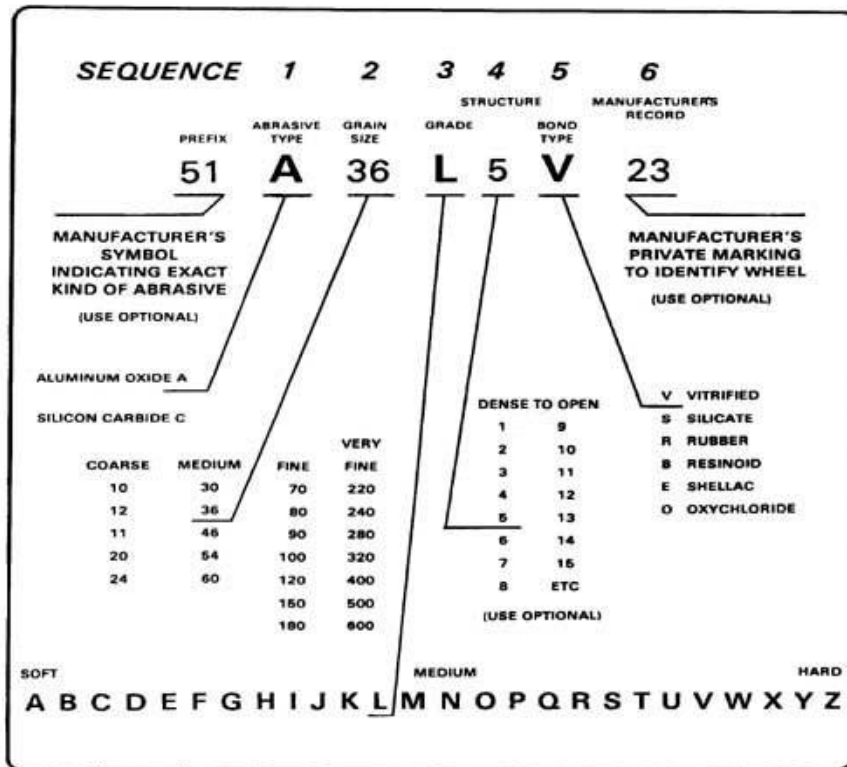 SEQUENCE 1 2 3 4 5 6
STRUCTURE MANUFACTURER'S
RECORD
PREFIX ABRASIVE TYPE GRAIN SIZE GRADE BOND TYPE
51 A 36 L 5 V 23
MANUFACTURER'S
SYMBOL
INDICATING EXACT
KIND OF ABRASIVE
(USE OPTIONAL)
MANUFACTURER'S
PRIVATE MARKING
TO IDENTIFY WHEEL
(USE OPTIONAL)
ALUMINUM OXIDE A
SILICON CARBIDE C
COARSE MEDIUM FINE VERY FINE
10 30 70 220
12 36 80 240
11 46 90 280
20 54 100 320
24 60 120 400
150 500
180 600
DENSE TO OPEN
1 9
2 10
3 11
4 12
5 13
6 14
7 15
8 ETC
(USE OPTIONAL)
V VITRIFIED
S SILICATE
R RUBBER
B RESINOID
E SHELLAC
O OXYCHLORIDE
SOFT MEDIUM HARD
A B C D E F G H I J K L M N O P Q R S T U V W X Y Z